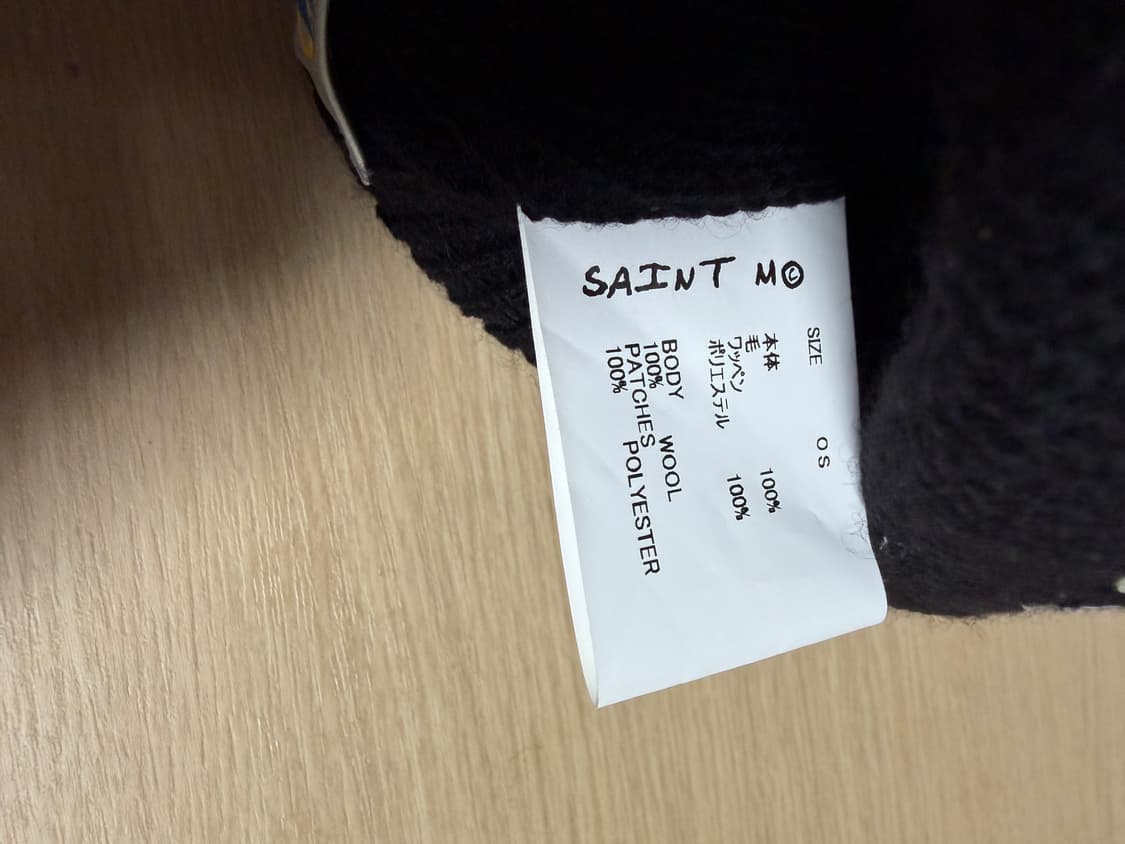 SAINT M©
SIZE OS
本体
毛 100%
ワッペン
ポリエステル 100%
BODY
100% WOOL
PATCHES
100% POLYESTER